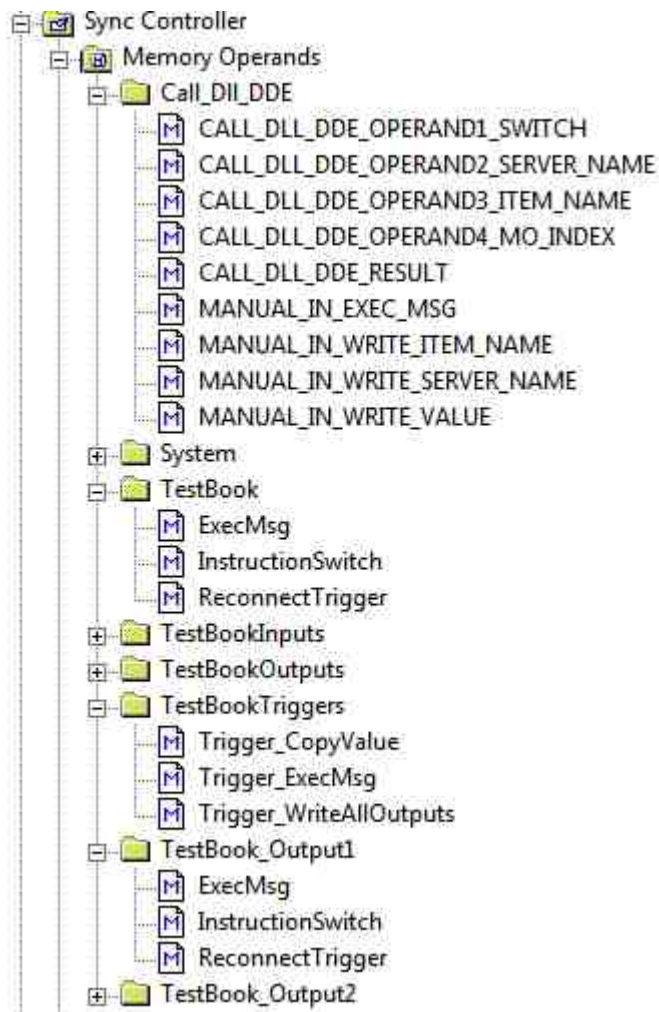 Sync Controller
Memory Operands
Call_Dll_DDE
CALL_DLL_DDE_OPERAND1_SWITCH
CALL_DLL_DDE_OPERAND2_SERVER_NAME
CALL_DLL_DDE_OPERAND3_ITEM_NAME
CALL_DLL_DDE_OPERAND4_MO_INDEX
CALL_DLL_DDE_RESULT
MANUAL_IN_EXEC_MSG
MANUAL_IN_WRITE_ITEM_NAME
MANUAL_IN_WRITE_SERVER_NAME
MANUAL_IN_WRITE_VALUE
System
TestBook
ExecMsg
InstructionSwitch
ReconnectTrigger
TestBookInputs
TestBookOutputs
TestBookTriggers
Trigger_CopyValue
Trigger_ExecMsg
Trigger_WriteAllOutputs
TestBook_Output1
ExecMsg
InstructionSwitch
ReconnectTrigger
TestBook_Output2